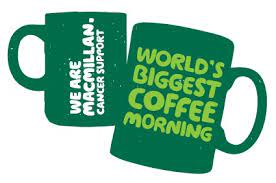 WE ARE
MACMILLAN.
CANCER SUPPORT
WORLD'S
BIGGEST
COFFEE
MORNING